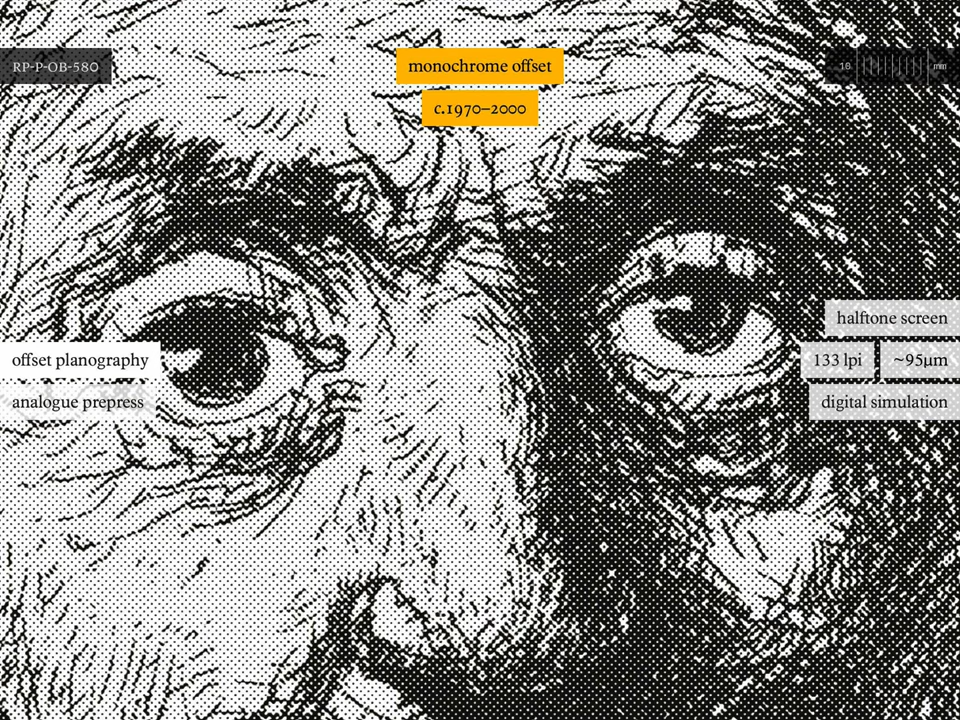 RP-P-OB-580
monochrome offset
10 mm
c.1970–2000
halftone screen
offset planography
133 lpi ~95µm
analogue prepress
digital simulation